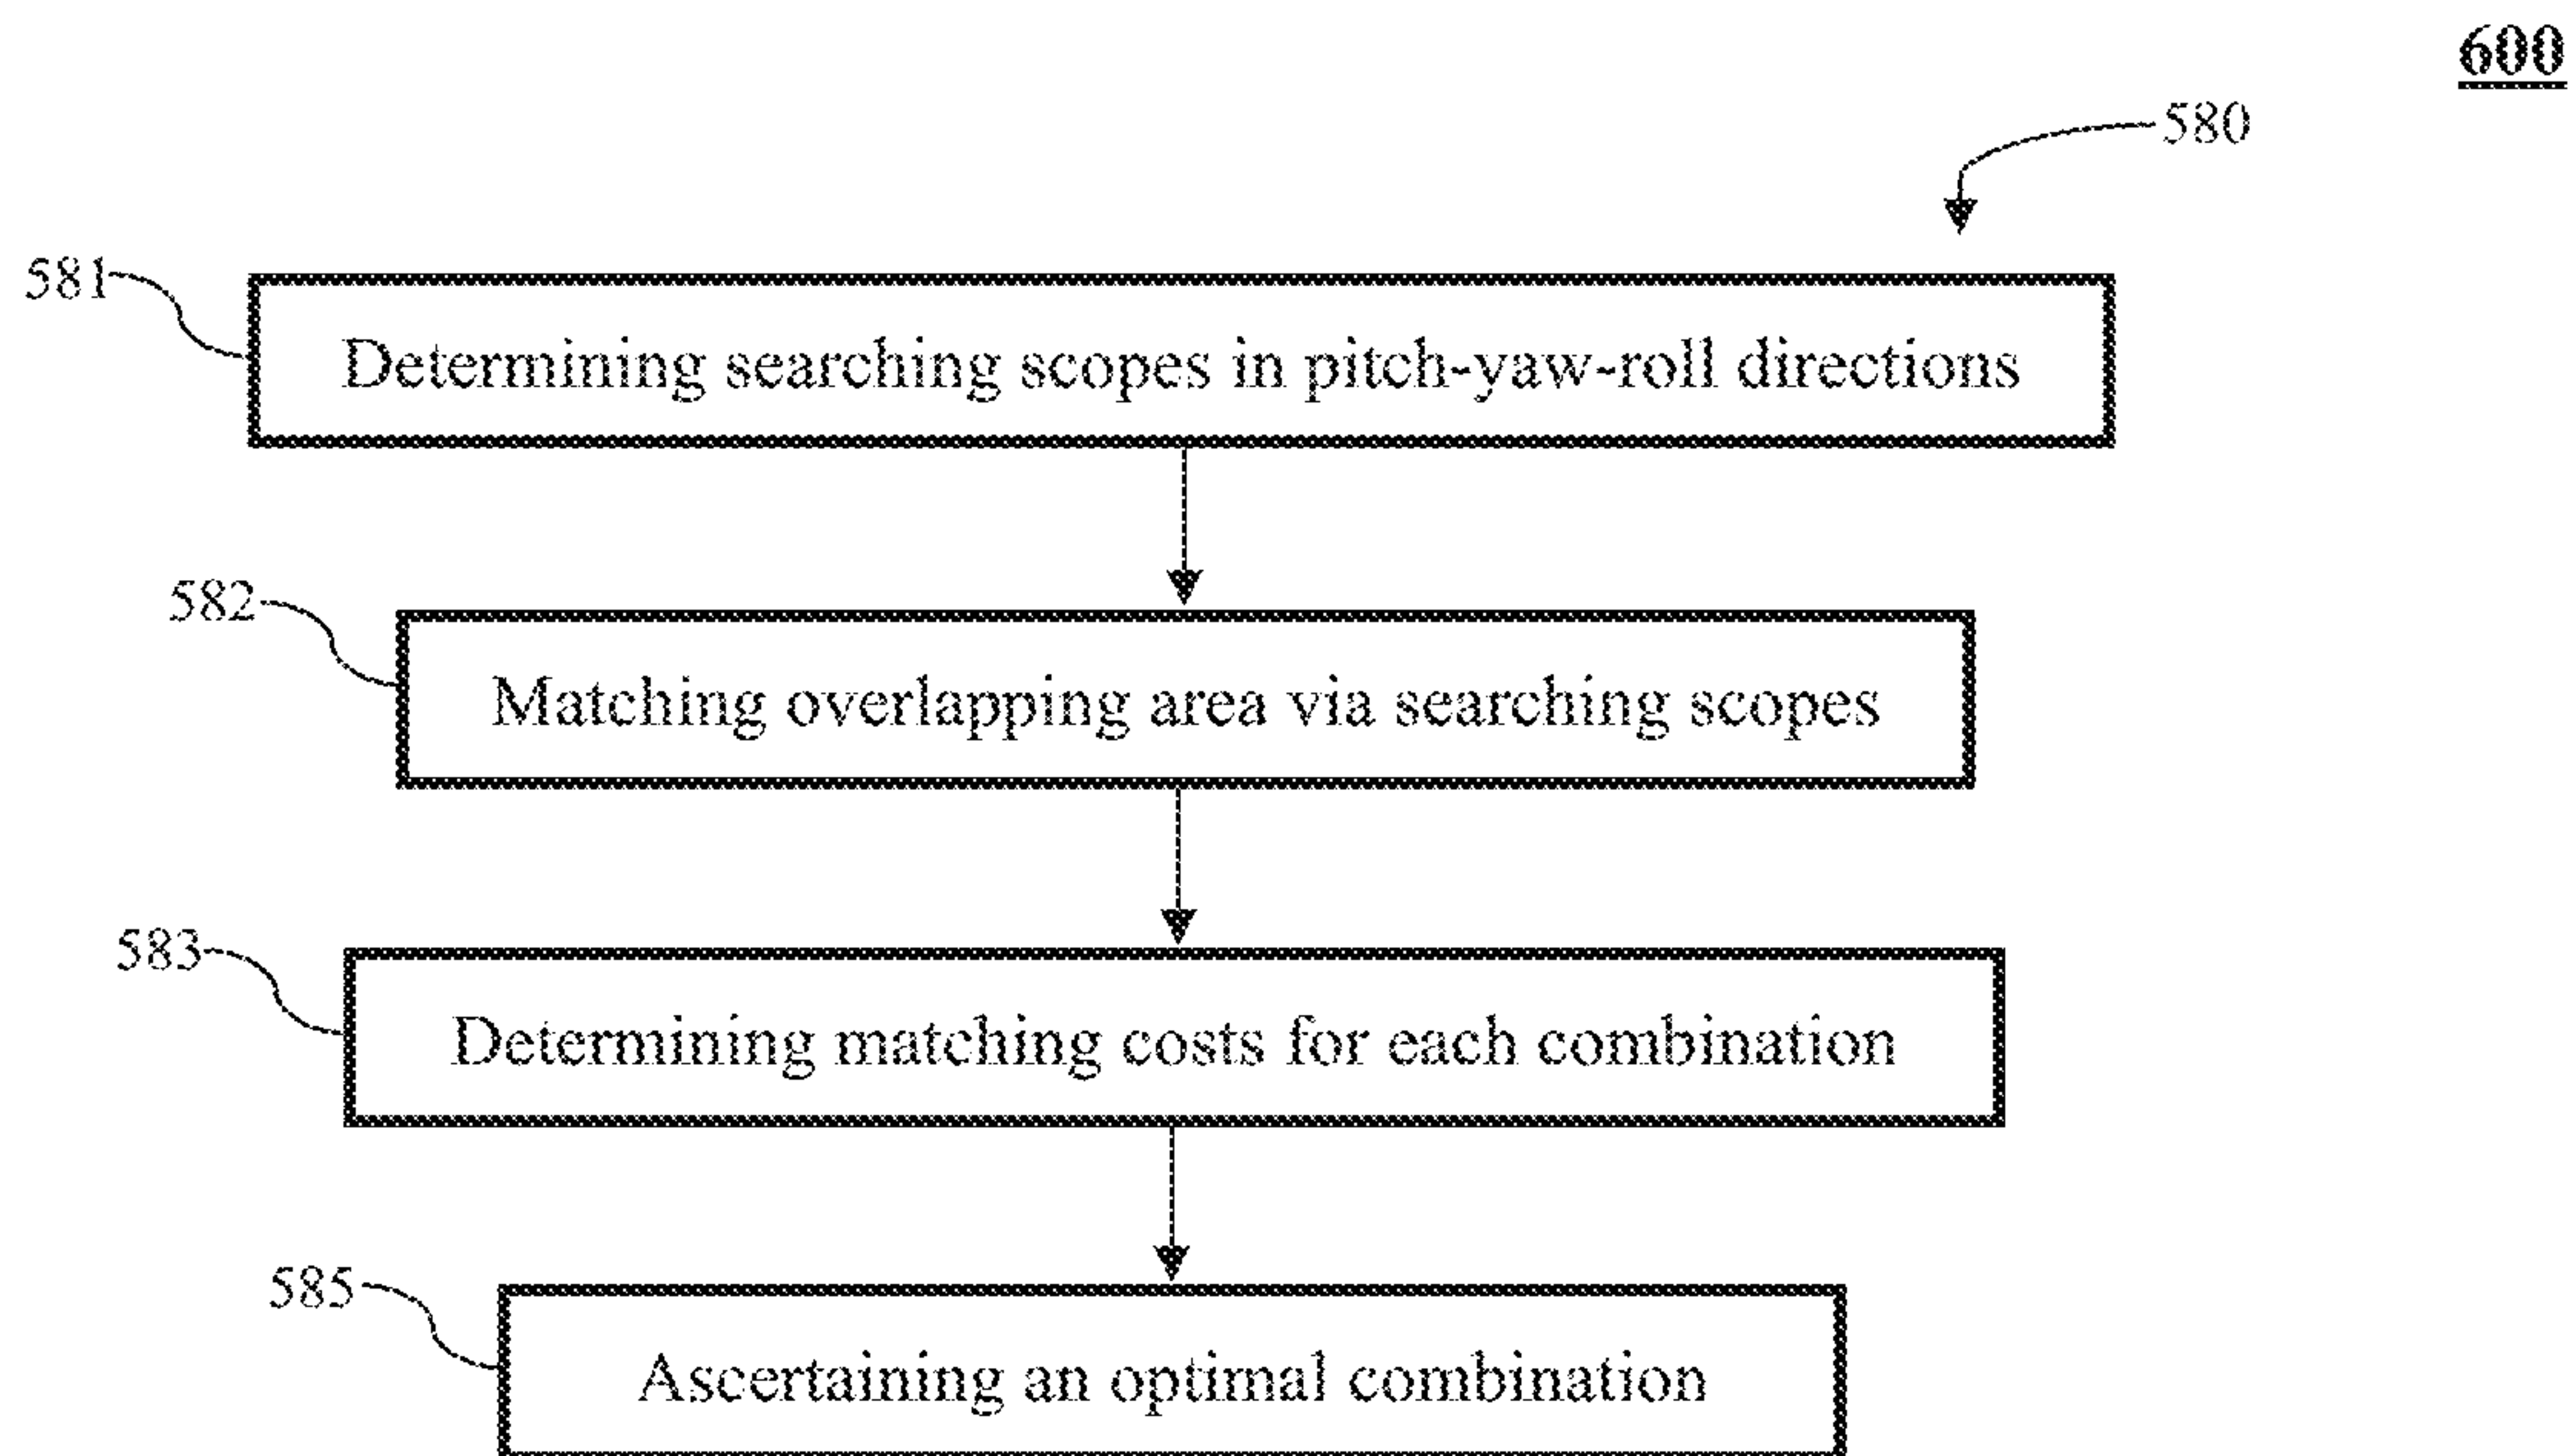 600
580
581
Determining searching scopes in pitch-yaw-roll directions
582
Matching overlapping area via searching scopes
583
Determining matching costs for each combination
585
Ascertaining an optimal combination